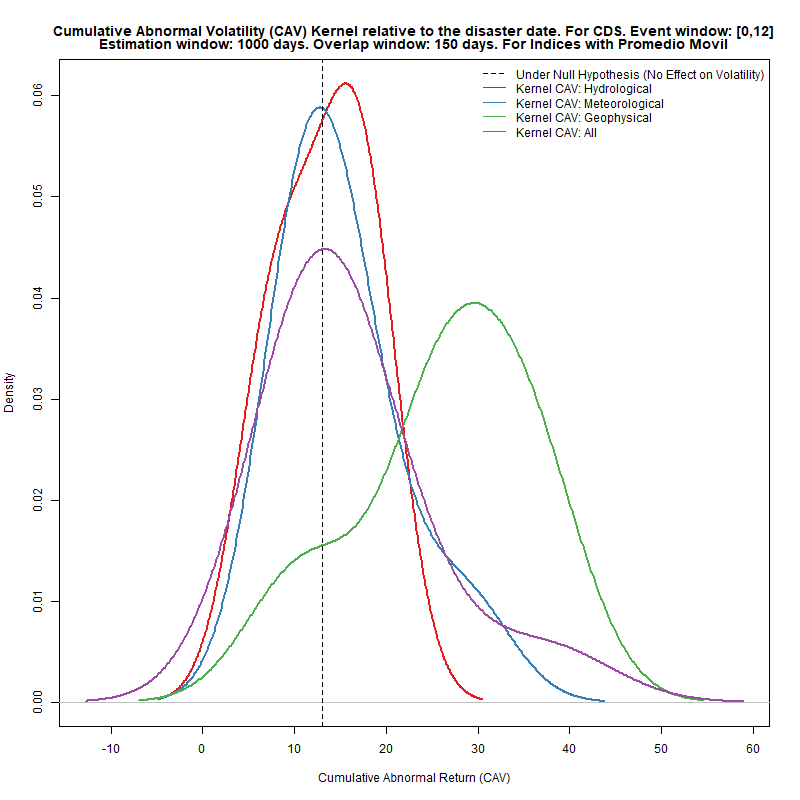 Cumulative Abnormal Volatility (CAV) Kernel relative to the disaster date. For CDS. Event window: [0,12]
Estimation window: 1000 days. Overlap window: 150 days. For Indices with Promedio Movil
Under Null Hypothesis (No Effect on Volatility)
Kernel CAV: Hydrological
Kernel CAV: Meteorological
Kernel CAV: Geophysical
Kernel CAV: All
Density
0.06
0.05
0.04
0.03
0.02
0.01
0.00
-10 0 10 20 30 40 50 60
Cumulative Abnormal Return (CAV)